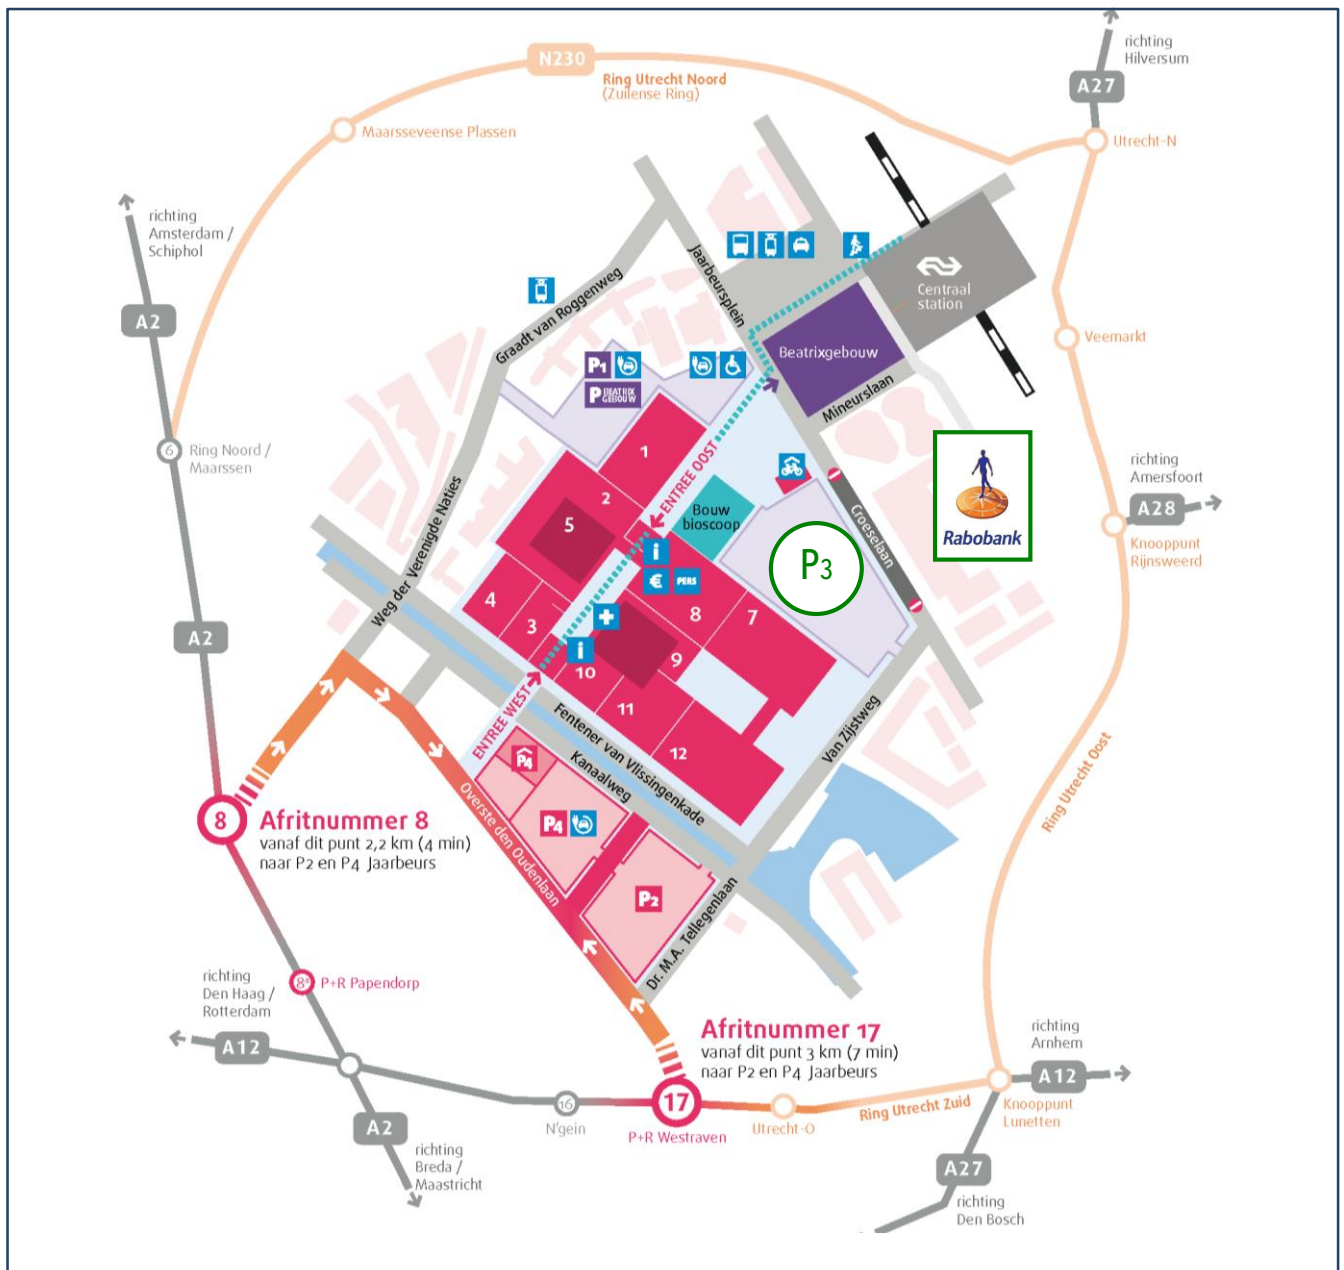 N230
Ring Utrecht Noord
(Zuilense Ring)
richting
Hilversum
A27
Utrecht-N
Maarsseveense Plassen
richting
Amsterdam /
Schiphol
A2
Jaarbeursplein
Centraal
station
Graadt van Roggenweg
Veemarkt
Beatrixgebouw
P1
P BEATRIX
GEBOUW
Mineurslaan
6
Ring Noord /
Maarssen
1
ENTREE OOST
2
5
Bouw
bioscoop
Croeselaan
Rabobank
richting
Amersfoort
A28
Knooppunt
Rijnsweerd
Weg der Verenigde Naties
i
€
PERS
P3
4
3
8
7
A2
i
9
10
11
12
ENTREE WEST
Fentener van Vlissingenkade
Kanaalweg
Van Zijstweg
Ring Utrecht Oost
P4
8
Afritnummer 8
vanaf dit punt 2,2 km (4 min)
naar P2 en P4 Jaarbeurs
Overste den Oudenlaan
P4
P2
Dr. M.A. Tellegenlaan
richting
Den Haag /
Rotterdam
8a
P+R Papendorp
A12
Afritnummer 17
vanaf dit punt 3 km (7 min)
naar P2 en P4 Jaarbeurs
richting
Arnhem
A12
16
N'gein
17
P+R Westraven
Utrecht-O
Ring Utrecht Zuid
Knooppunt
Lunetten
A2
richting
Breda /
Maastricht
A27
richting
Den Bosch